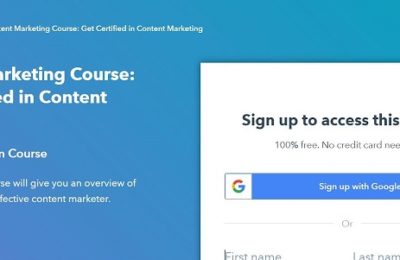 ntent Marketing Course: Get Certified in Content Marketing
arketing Course:
ed in Content
n Course
rse will give you an overview of
fective content marketer.
Sign up to access this
100% free. No credit card nee
Sign up with Google
Or
First name Last nam